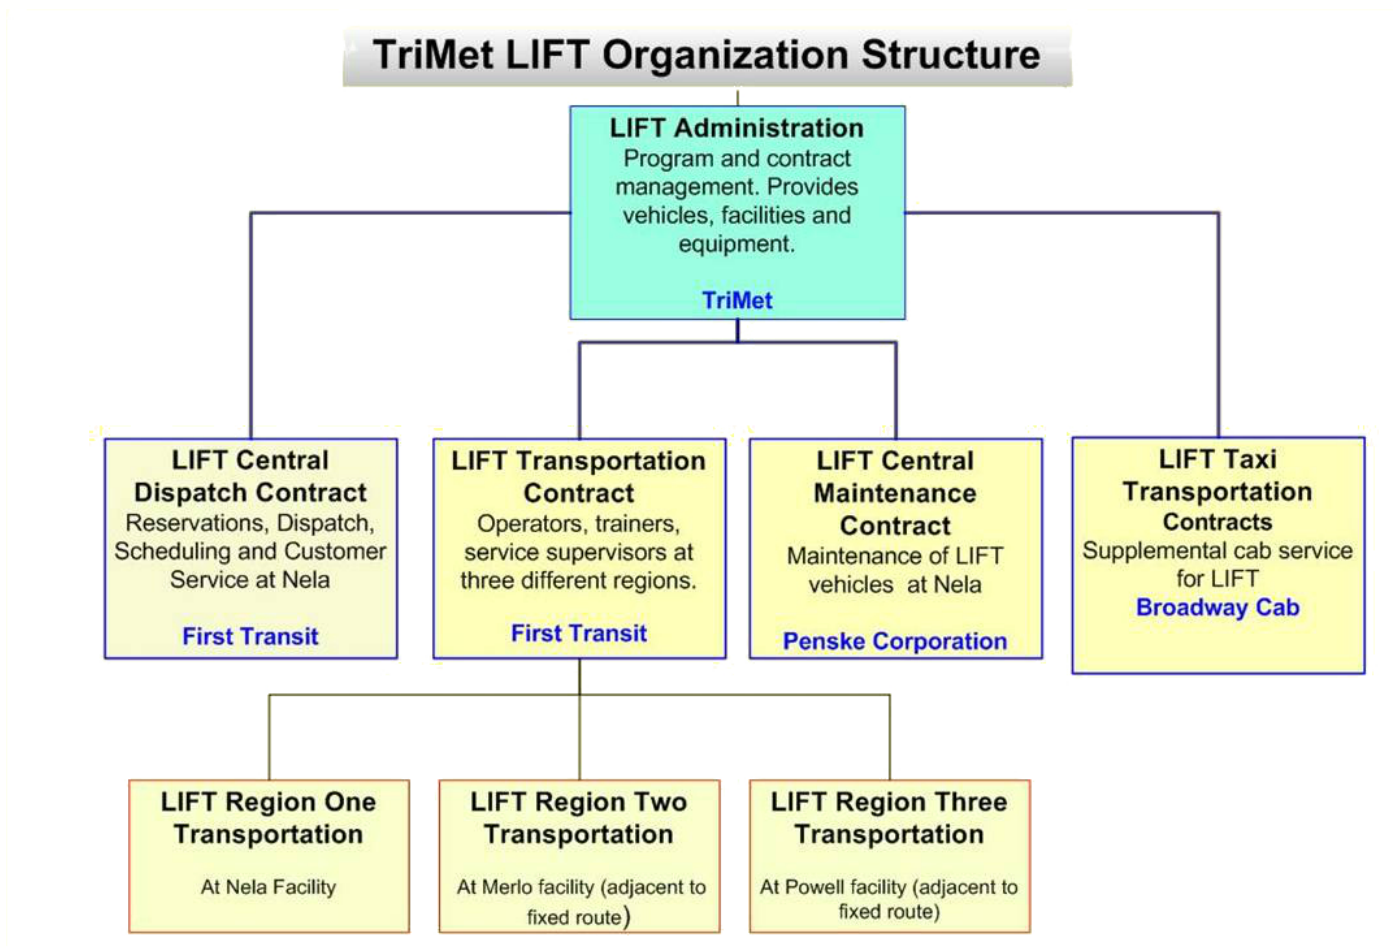 TriMet LIFT Organization Structure
LIFT Administration
Program and contract
management. Provides
vehicles, facilities and
equipment.
TriMet
LIFT Central
Dispatch Contract
Reservations, Dispatch,
Scheduling and Customer
Service at Nela
First Transit
LIFT Transportation
Contract
Operators, trainers,
service supervisors at
three different regions.
First Transit
LIFT Central
Maintenance
Contract
Maintenance of LIFT
vehicles at Nela
Penske Corporation
LIFT Taxi
Transportation
Contracts
Supplemental cab service
for LIFT
Broadway Cab
LIFT Region One
Transportation
At Nela Facility
LIFT Region Two
Transportation
At Merlo facility (adjacent to
fixed route)
LIFT Region Three
Transportation
At Powell facility (adjacent to
fixed route)